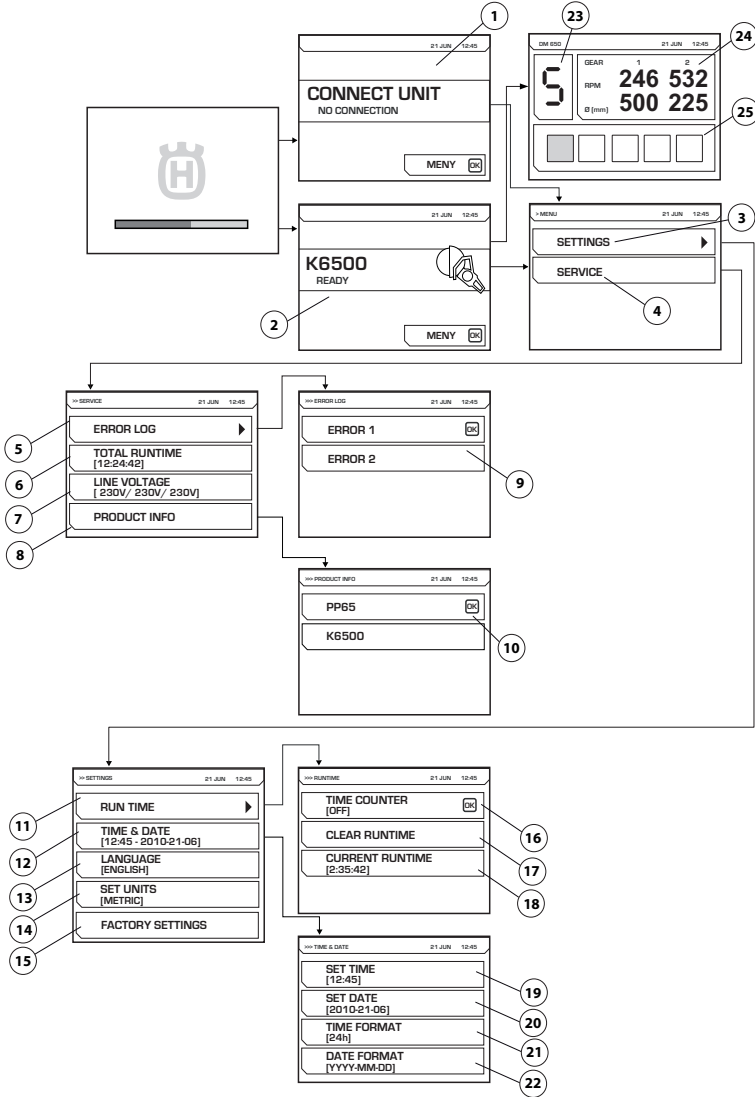 1
21 JUN 12:45
CONNECT UNIT
NO CONNECTION
MENY OK
23
24
DM 650 21 JUN 12:45
5
GEAR 1 2
RPM 246 532
Ø (mm) 500 225
25
H
21 JUN 12:45
K6500
READY
MENY OK
2
> MENU 21 JUN 12:45
SETTINGS
SERVICE
3
4
>> SERVICE 21 JUN 12:45
ERROR LOG
TOTAL RUNTIME
[12:24:42]
LINE VOLTAGE
[ 230V/ 230V/ 230V]
PRODUCT INFO
5
6
7
8
>>> ERROR LOG 21 JUN 12:45
ERROR 1 OK
ERROR 2
9
>>> PRODUCT INFO 21 JUN 12:45
PP65 OK
K6500
10
>> SETTINGS 21 JUN 12:45
RUN TIME
TIME & DATE
[12:45 - 2010-21-06]
LANGUAGE
[ENGLISH]
SET UNITS
[METRIC]
FACTORY SETTINGS
11
12
13
14
15
>>> RUNTIME 21 JUN 12:45
TIME COUNTER
[OFF] OK
CLEAR RUNTIME
CURRENT RUNTIME
[2:35:42]
16
17
18
>>> TIME & DATE 21 JUN 12:45
SET TIME
[12:45]
SET DATE
[2010-21-06]
TIME FORMAT
[24h]
DATE FORMAT
[YYYY-MM-DD]
19
20
21
22